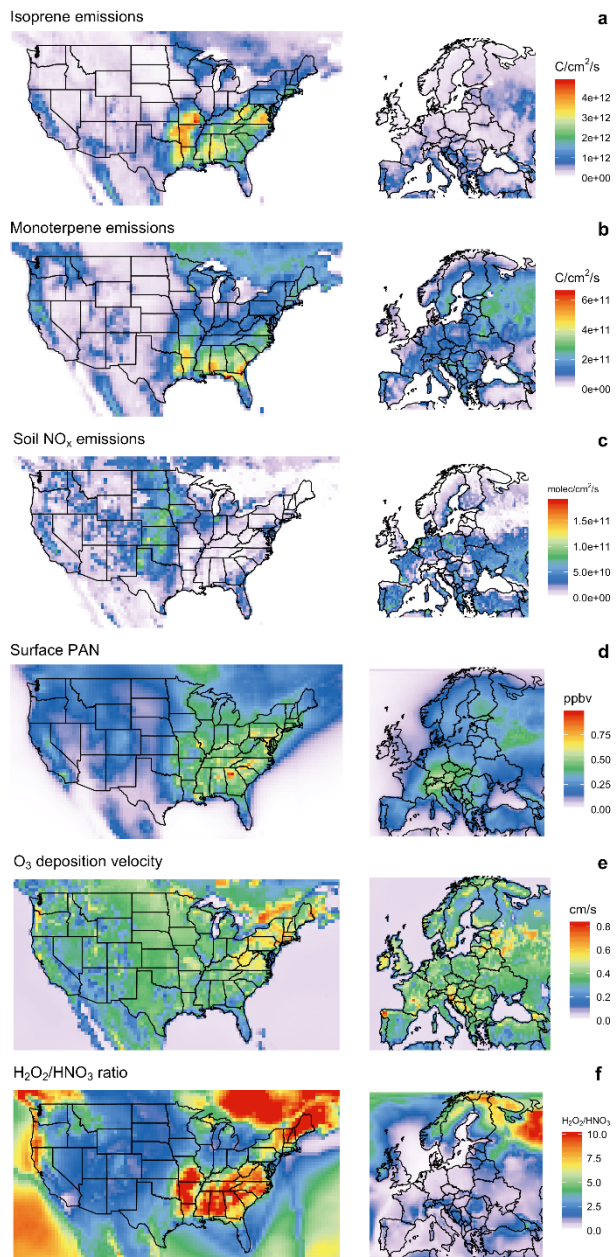 Isoprene emissions
a
C/cm²/s
4e+12
3e+12
2e+12
1e+12
0e+00
Monoterpene emissions
b
C/cm²/s
6e+11
4e+11
2e+11
0e+00
Soil NOₓ emissions
c
molec/cm²/s
1.5e+11
1.0e+11
5.0e+10
0.0e+00
Surface PAN
d
ppbv
0.75
0.50
0.25
0.00
O₃ deposition velocity
e
cm/s
0.8
0.6
0.4
0.2
0.0
H₂O₂/HNO₃ ratio
f
H₂O₂/HNO₃
10.0
7.5
5.0
2.5
0.0